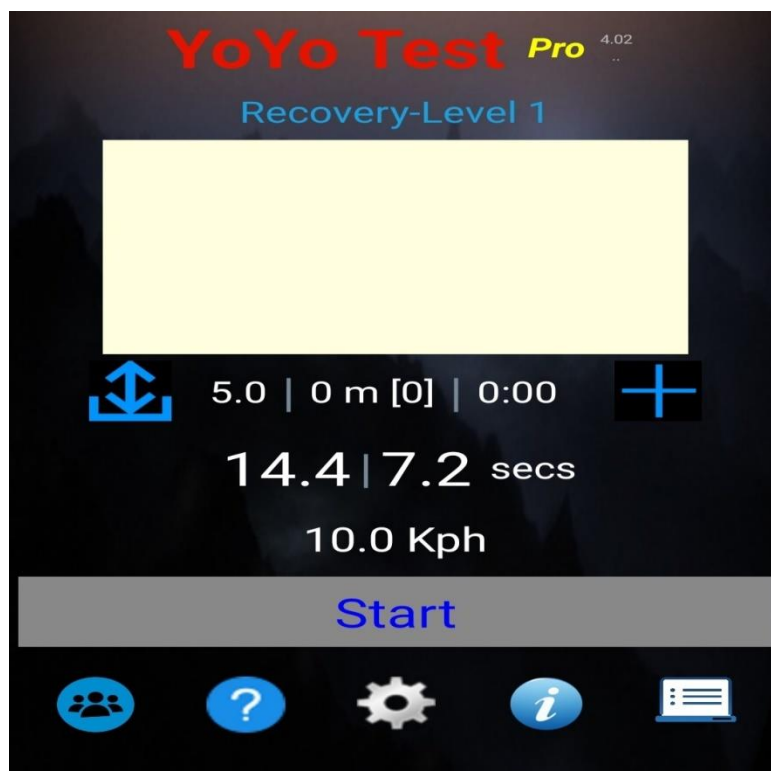 YoYo Test Pro 4.02
..
Recovery-Level 1
5.0 | 0 m [0] | 0:00
14.4|7.2 secs
10.0 Kph
Start
?
i